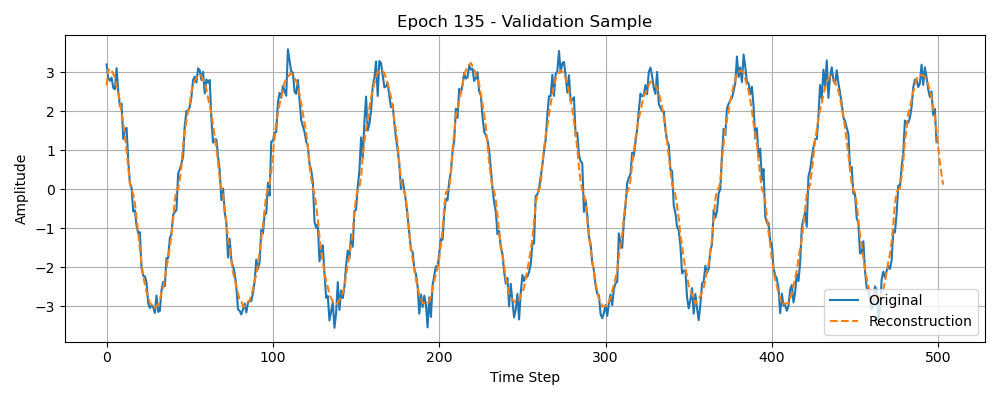 Epoch 135 - Validation Sample
Amplitude
3
2
1
0
−1
−2
−3
0
100
200
300
400
500
Time Step
Original
Reconstruction